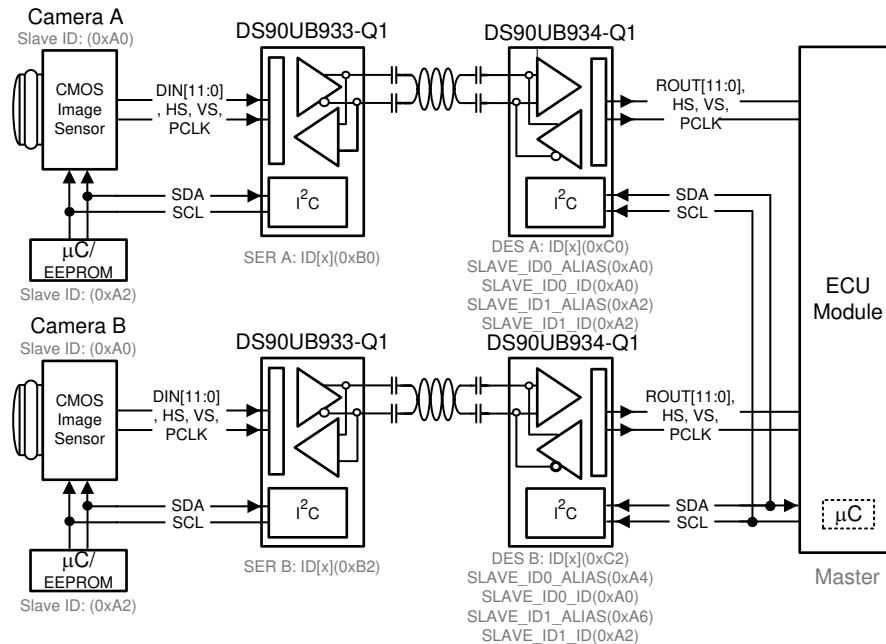 Camera A
Slave ID: (0xA0)
CMOS
Image
Sensor
DIN[11:0]
, HS, VS,
PCLK
SDA
SCL
µC/
EEPROM
Slave ID: (0xA2)
DS90UB933-Q1
I²C
SER A: ID[x](0xB0)
DS90UB934-Q1
I²C
DES A: ID[x](0xC0)
SLAVE_ID0_ALIAS(0xA0)
SLAVE_ID0_ID(0xA0)
SLAVE_ID1_ALIAS(0xA2)
SLAVE_ID1_ID(0xA2)
ROUT[11:0],
HS, VS,
PCLK
SDA
SCL
ECU
Module
Camera B
Slave ID: (0xA0)
CMOS
Image
Sensor
DIN[11:0]
, HS, VS,
PCLK
SDA
SCL
µC/
EEPROM
Slave ID: (0xA2)
DS90UB933-Q1
I²C
SER B: ID[x](0xB2)
DS90UB934-Q1
I²C
DES B: ID[x](0xC2)
SLAVE_ID0_ALIAS(0xA4)
SLAVE_ID0_ID(0xA0)
SLAVE_ID1_ALIAS(0xA6)
SLAVE_ID1_ID(0xA2)
ROUT[11:0],
HS, VS,
PCLK
SDA
SCL
µC
Master